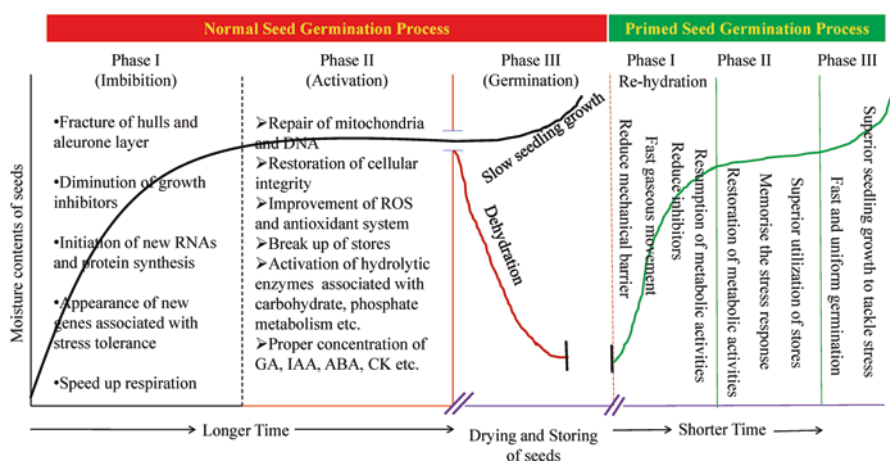 Normal Seed Germination Process
Primed Seed Germination Process
Phase I
(Imbibition)
Phase II
(Activation)
Phase III
(Germination)
Phase I
Re-hydration
Phase II
Phase III
Moisture contents of seeds
•Fracture of hulls and
aleurone layer
•Diminution of growth
inhibitors
•Initiation of new RNAs
and protein synthesis
•Appearance of new
genes associated with
stress tolerance
•Speed up respiration
➢Repair of mitochondria
and DNA
➢Restoration of cellular
integrity
➢Improvement of ROS
and antioxidant system
➢Break up of stores
➢Activation of hydrolytic
enzymes associated with
carbohydrate, phosphate
metabolism etc.
➢Proper concentration of
GA, IAA, ABA, CK etc.
Slow seedling growth
Dehydration
Reduce mechanical barrier
Fast gaseous movement
Reduce inhibitors
Resumption of metabolic activities
Restoration of metabolic activities
Memorise the stress response
Superior utilization of stores
Fast and uniform germination
Superior seedling growth to tackle stress
Longer Time
Drying and Storing
of seeds
Shorter Time